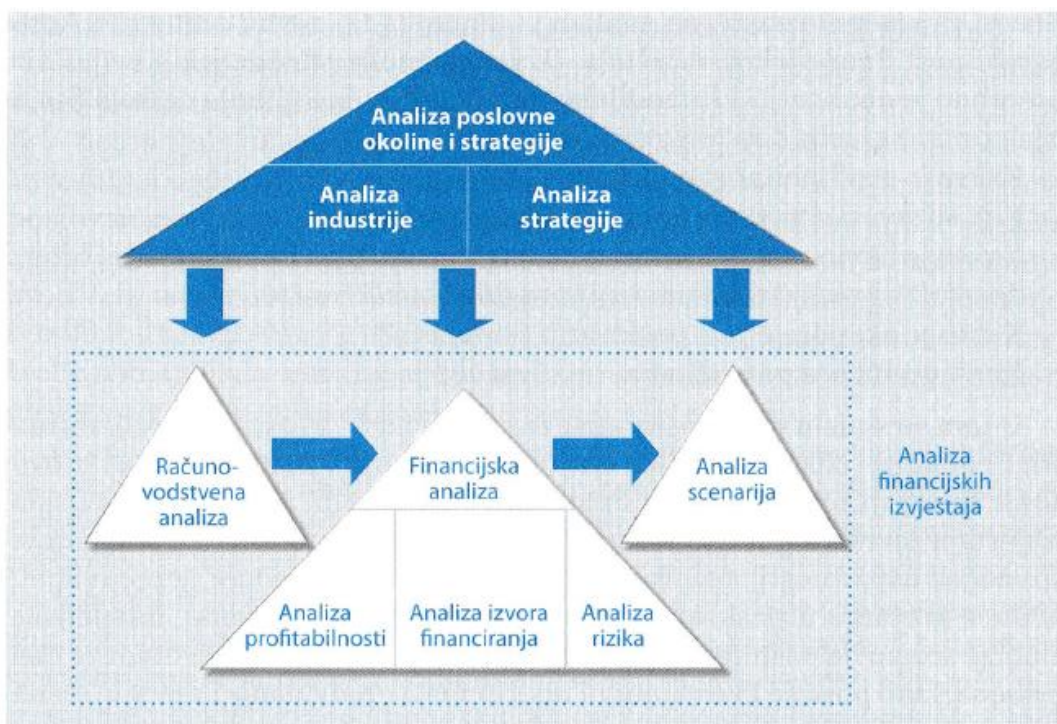 Analiza poslovne
okoline i strategije
Analiza
industrije
Analiza
strategije
Računo-
vodstvena
analiza
Financijska
analiza
Analiza
scenarija
Analiza
financijskih
izvještaja
Analiza
profitabilnosti
Analiza izvora
financiranja
Analiza
rizika